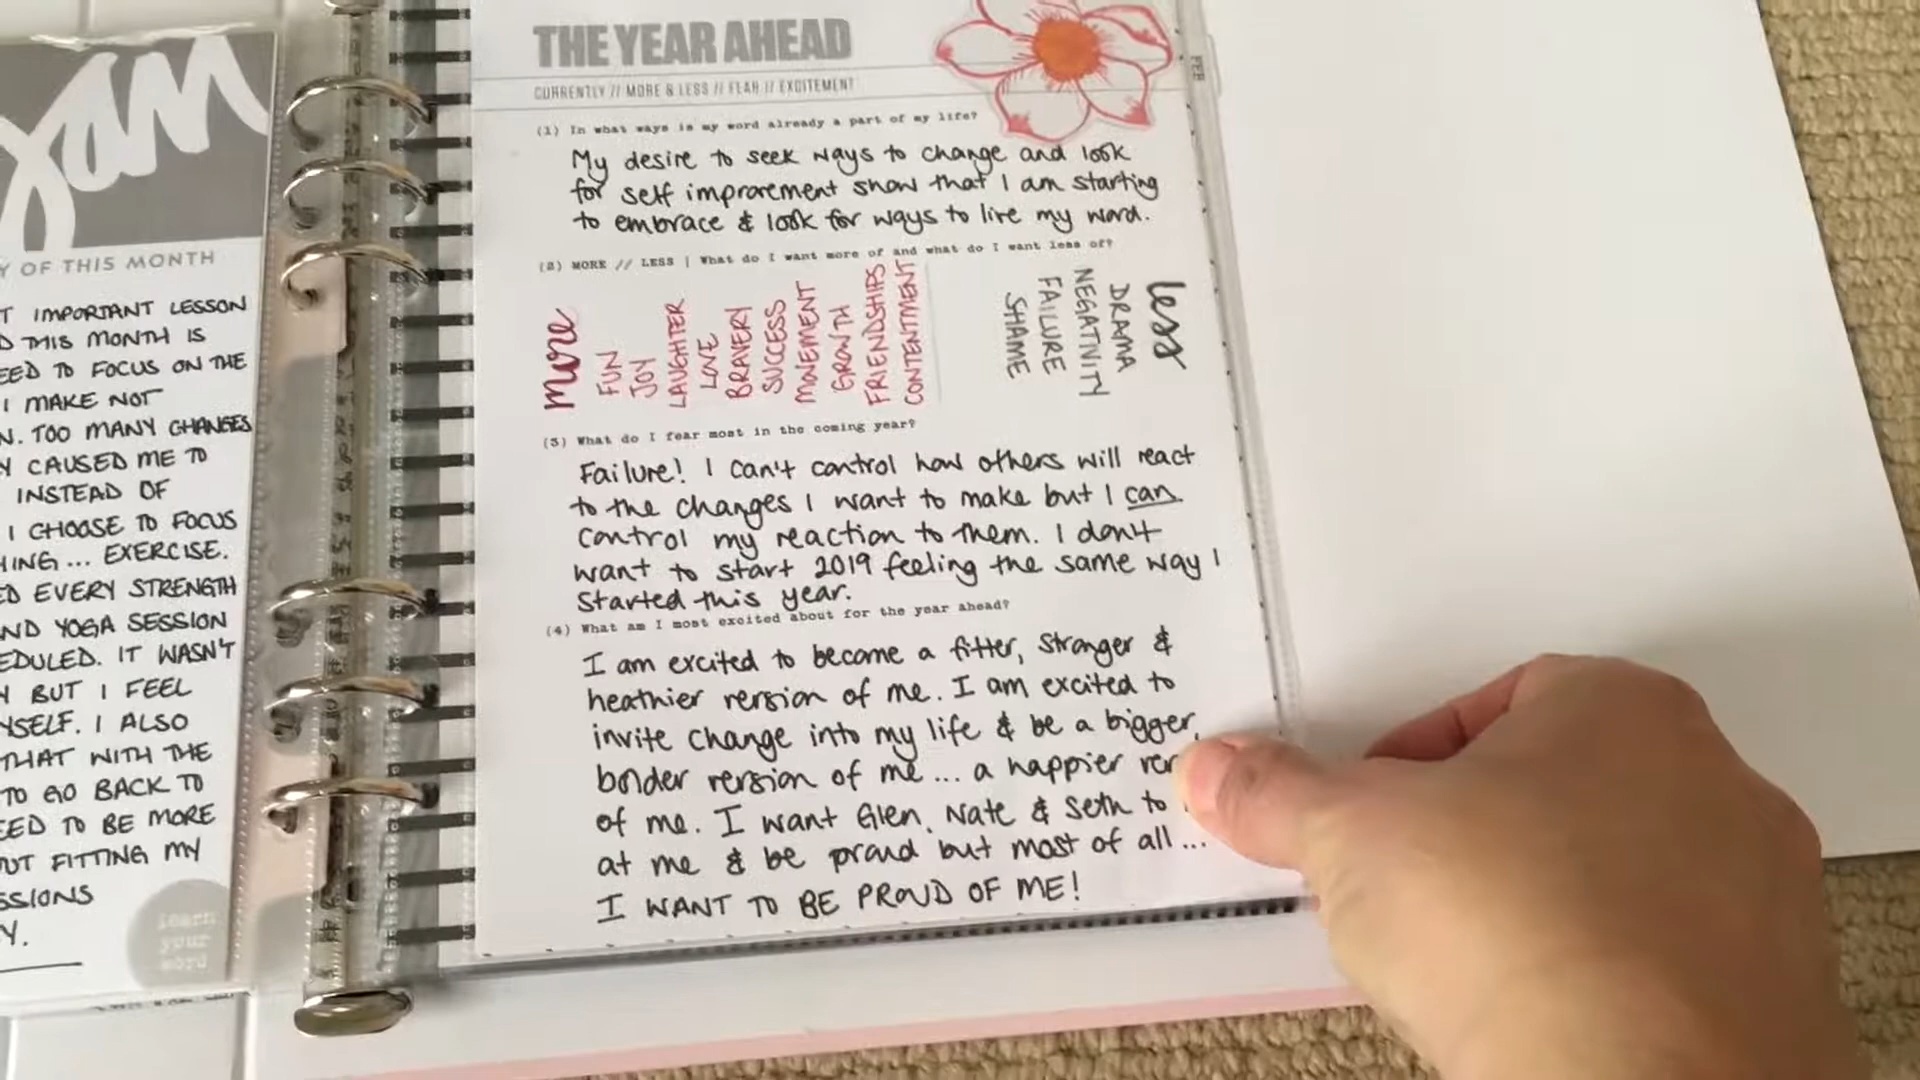 Jan
Y OF THIS MONTH
T IMPORTANT LESSON
D THIS MONTH IS
EED TO FOCUS ON THE
I MAKE NOT
N. TOO MANY CHANGES
Y CAUSED ME TO
INSTEAD OF
I CHOOSE TO FOCUS
HING... EXERCISE.
ED EVERY STRENGTH
AND YOGA SESSION
EDULED. IT WASN'T
Y BUT I FEEL
YSELF. I ALSO
THAT WITH THE
TO GO BACK TO
EED TO BE MORE
OUT FITTING MY
SSIONS
Y.
learn
your
word
THE YEAR AHEAD
CURRENTLY // MORE & LESS // FEAR // EXCITEMENT
FEB
(1) In what ways is my word already a part of my life?
My desire to seek ways to change and look
for self improvement show that I am starting
to embrace & look for ways to live my word.
(2) MORE // LESS | What do I want more of and what do I want less of?
more
FUN
JOY
LAUGHTER
LOVE
BRAVERY
SUCCESS
MOVEMENT
GROWTH
FRIENDSHIPS
CONTENTMENT
less
DRAMA
NEGATIVITY
FAILURE
SHAME
(3) What do I fear most in the coming year?
Failure! I can't control how others will react
to the changes I want to make but I can
control my reaction to them. I don't
want to start 2019 feeling the same way I
started this year.
(4) What am I most excited about for the year ahead?
I am excited to become a fitter, stronger &
heathier version of me. I am excited to
invite change into my life & be a bigger,
bolder version of me... a happier ver
of me. I want Glen, Nate & Seth to
at me & be proud but most of all...
I WANT TO BE PROUD OF ME!